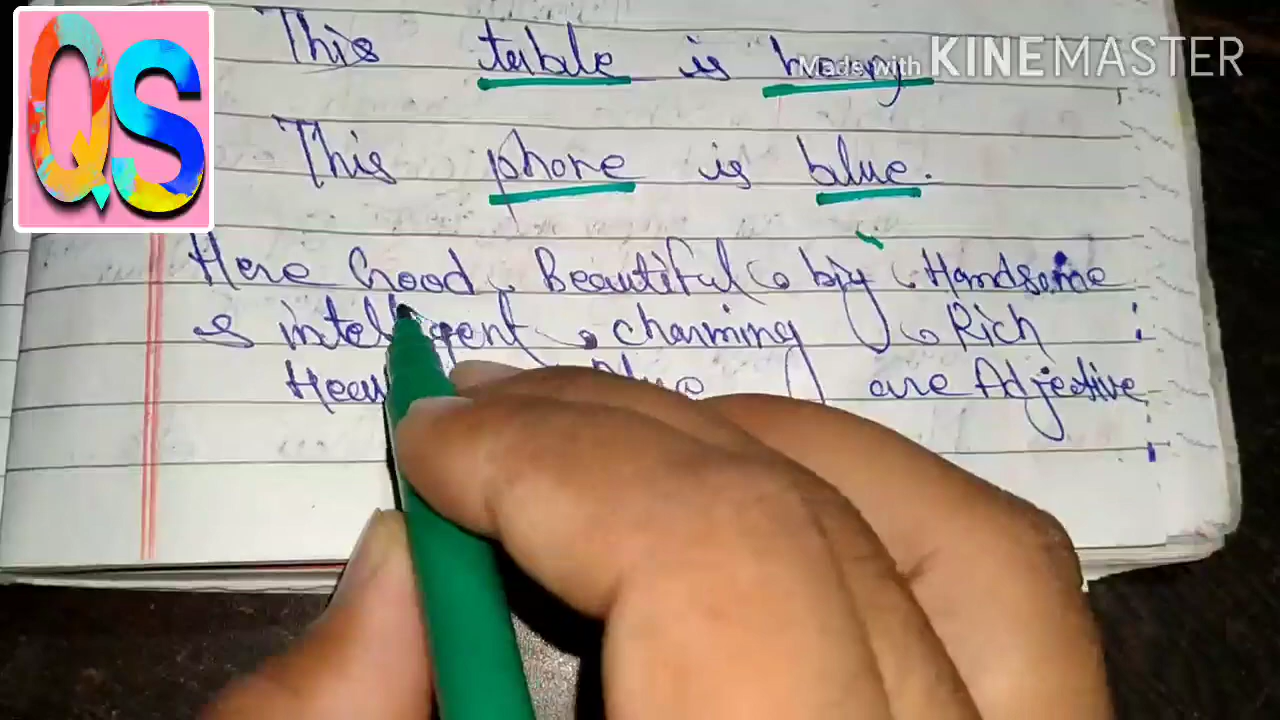 QS
This table is
Made with KINEMASTER
This phone is blue.
Here Good, Beautiful, big, Handsome
, intelligent, charming, Rich
are Adjective